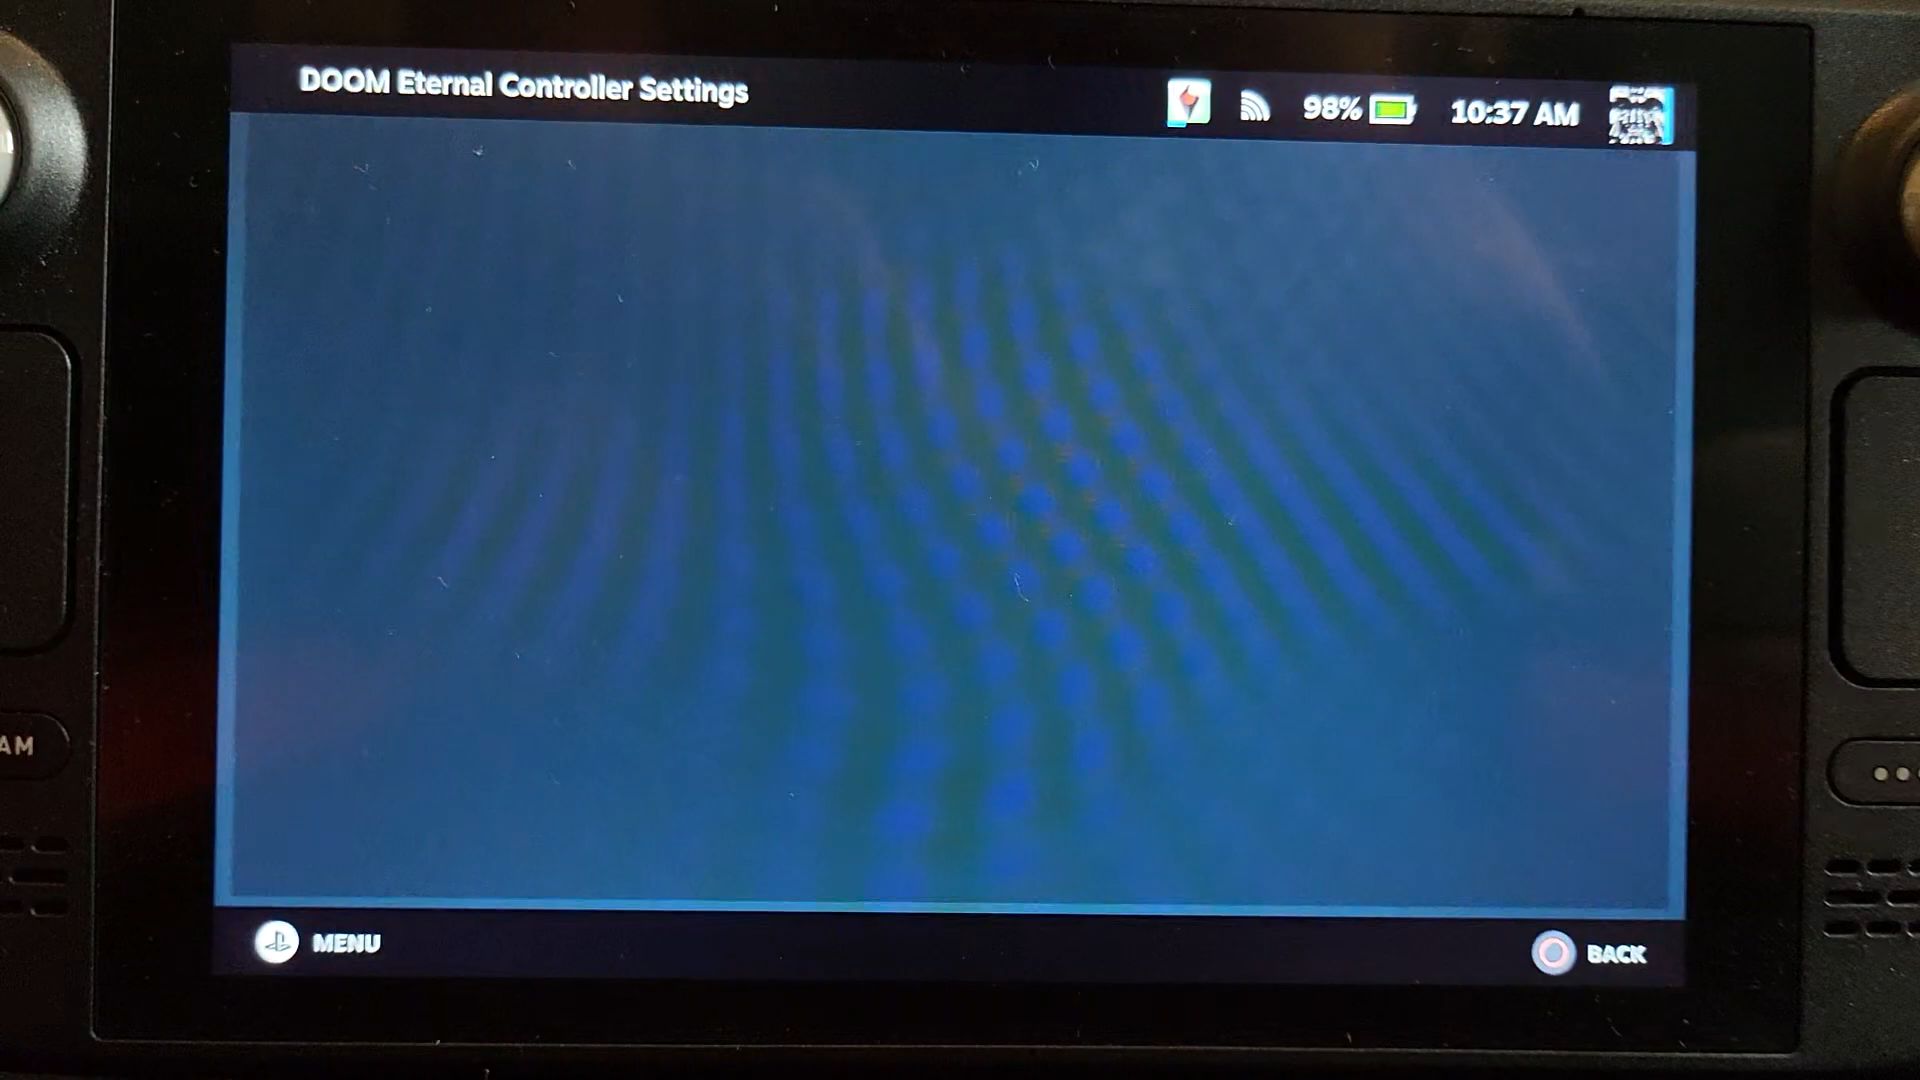 DOOM Eternal Controller Settings
98%
10:37 AM
AM
MENU
BACK